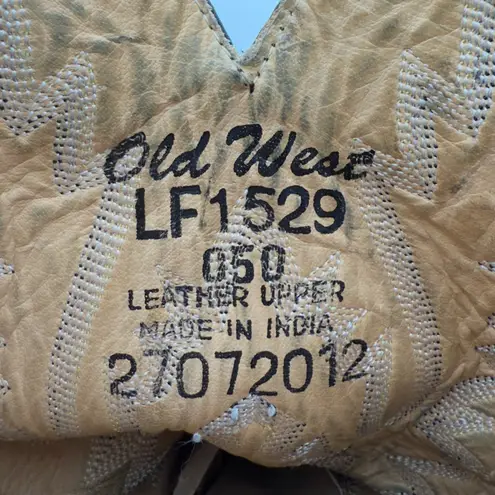 Old West
LF1529
050
LEATHER UPPER
MADE IN INDIA
27072012